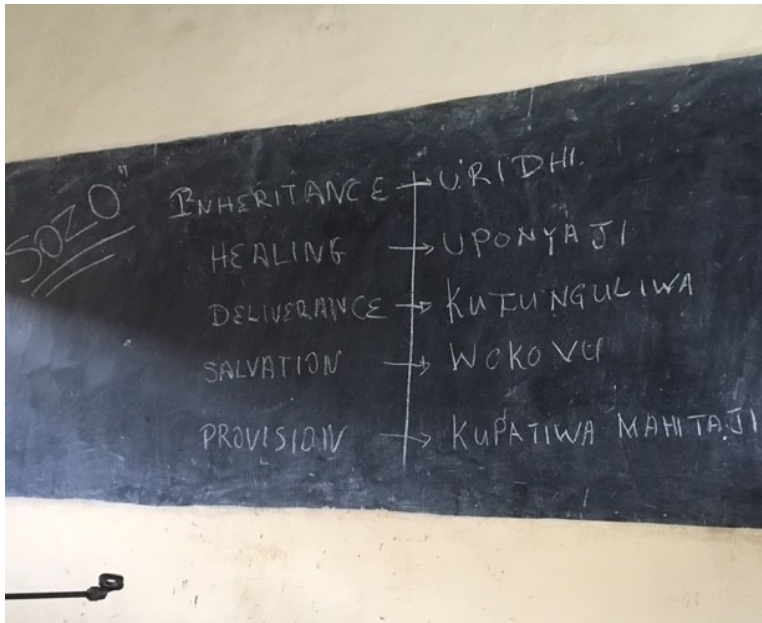 SOZO"
INHERITANCE → URIDHI.
HEALING → UPONYAJI
DELIVERANCE → KUFUNGULIWA
SALVATION → WOKOVU
PROVISION → KUPATIWA MAHITAJI